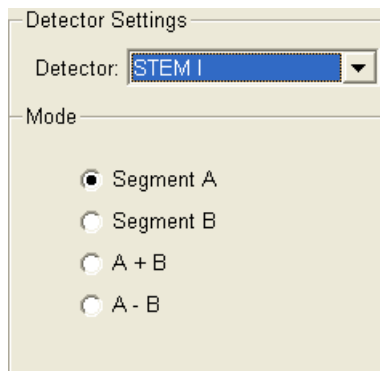 Detector Settings
Detector: STEM I
Mode
Segment A
Segment B
A + B
A - B